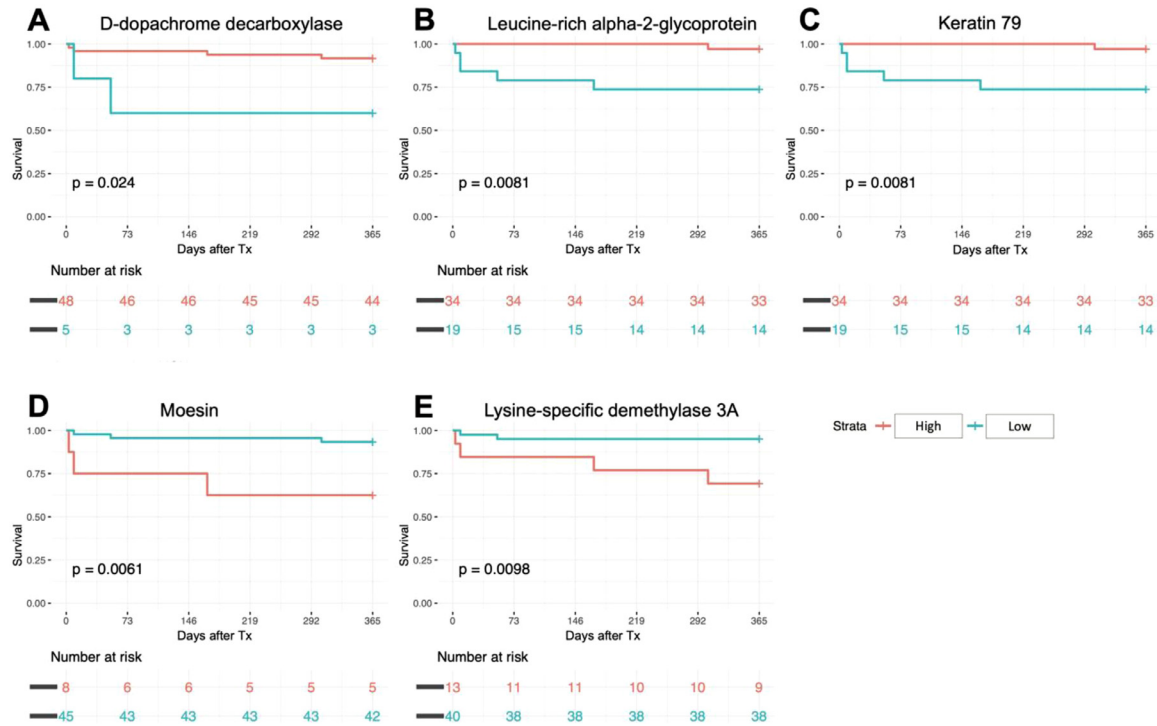 A D-dopachrome decarboxylase
1.00
0.75
0.50
0.25
0.00
Survival
p = 0.024
0 73 146 219 292 365
Days after Tx
Number at risk
48 46 46 45 45 44
5 3 3 3 3 3
B Leucine-rich alpha-2-glycoprotein
1.00
0.75
0.50
0.25
0.00
Survival
p = 0.0081
0 73 146 219 292 365
Days after Tx
Number at risk
34 34 34 34 34 33
19 15 15 14 14 14
C Keratin 79
1.00
0.75
0.50
0.25
0.00
Survival
p = 0.0081
0 73 146 219 292 365
Days after Tx
Number at risk
34 34 34 34 34 33
19 15 15 14 14 14
D Moesin
1.00
0.75
0.50
0.25
0.00
Survival
p = 0.0061
0 73 146 219 292 365
Days after Tx
Number at risk
8 6 6 5 5 5
45 43 43 43 43 42
E Lysine-specific demethylase 3A
1.00
0.75
0.50
0.25
0.00
Survival
p = 0.0098
0 73 146 219 292 365
Days after Tx
Number at risk
13 11 11 10 10 9
40 38 38 38 38 38
Strata High Low